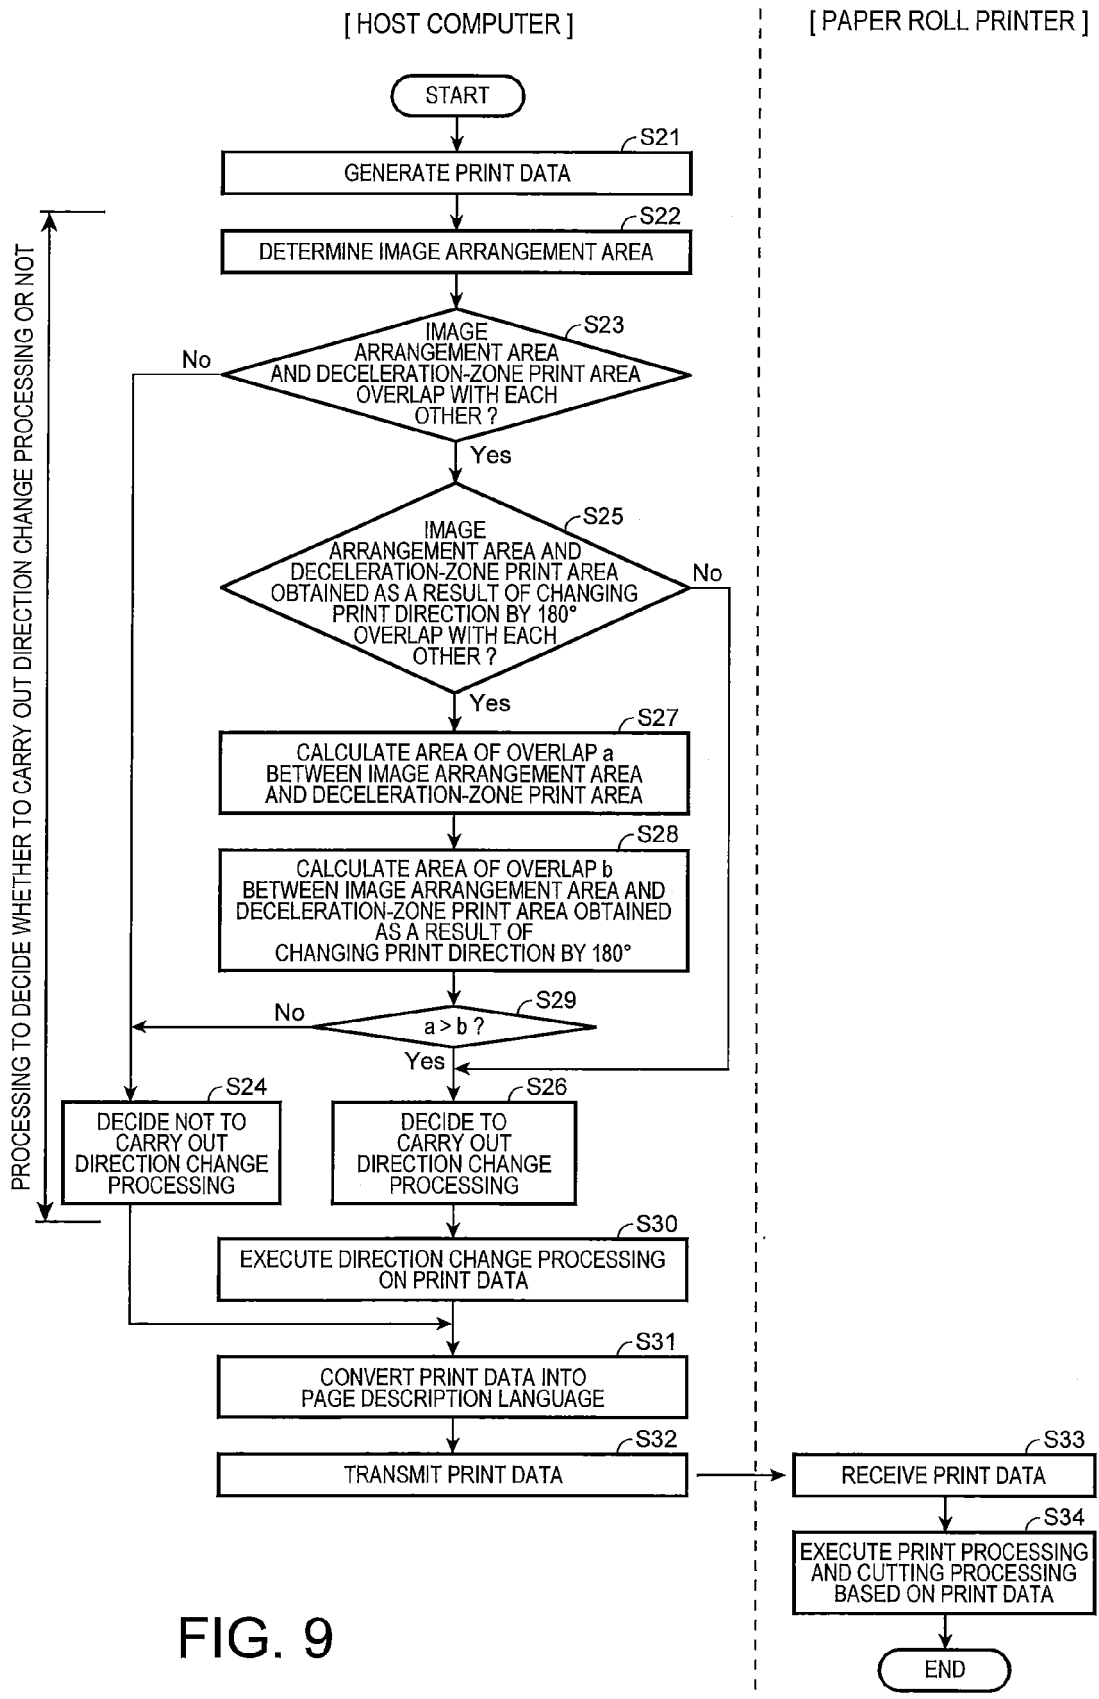 [ HOST COMPUTER ]
[ PAPER ROLL PRINTER ]
START
S21
GENERATE PRINT DATA
S22
DETERMINE IMAGE ARRANGEMENT AREA
PROCESSING TO DECIDE WHETHER TO CARRY OUT DIRECTION CHANGE PROCESSING OR NOT
S23
IMAGE
ARRANGEMENT AREA
AND DECELERATION-ZONE PRINT AREA
OVERLAP WITH EACH
OTHER ?
No
Yes
S25
IMAGE
ARRANGEMENT AREA AND
DECELERATION-ZONE PRINT AREA
OBTAINED AS A RESULT OF CHANGING
PRINT DIRECTION BY 180°
OVERLAP WITH EACH
OTHER ?
No
Yes
S27
CALCULATE AREA OF OVERLAP a
BETWEEN IMAGE ARRANGEMENT AREA
AND DECELERATION-ZONE PRINT AREA
S28
CALCULATE AREA OF OVERLAP b
BETWEEN IMAGE ARRANGEMENT AREA AND
DECELERATION-ZONE PRINT AREA OBTAINED
AS A RESULT OF
CHANGING PRINT DIRECTION BY 180°
S29
a > b ?
No
Yes
S24
DECIDE NOT TO
CARRY OUT
DIRECTION CHANGE
PROCESSING
S26
DECIDE TO
CARRY OUT
DIRECTION CHANGE
PROCESSING
S30
EXECUTE DIRECTION CHANGE PROCESSING
ON PRINT DATA
S31
CONVERT PRINT DATA INTO
PAGE DESCRIPTION LANGUAGE
S32
TRANSMIT PRINT DATA
S33
RECEIVE PRINT DATA
S34
EXECUTE PRINT PROCESSING
AND CUTTING PROCESSING
BASED ON PRINT DATA
END
FIG. 9